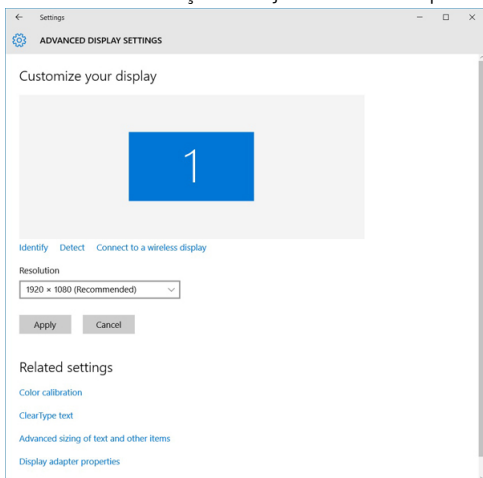 Settings
ADVANCED DISPLAY SETTINGS
Customize your display
1
Identify Detect Connect to a wireless display
Resolution
1920 × 1080 (Recommended)
Apply Cancel
Related settings
Color calibration
ClearType text
Advanced sizing of text and other items
Display adapter properties